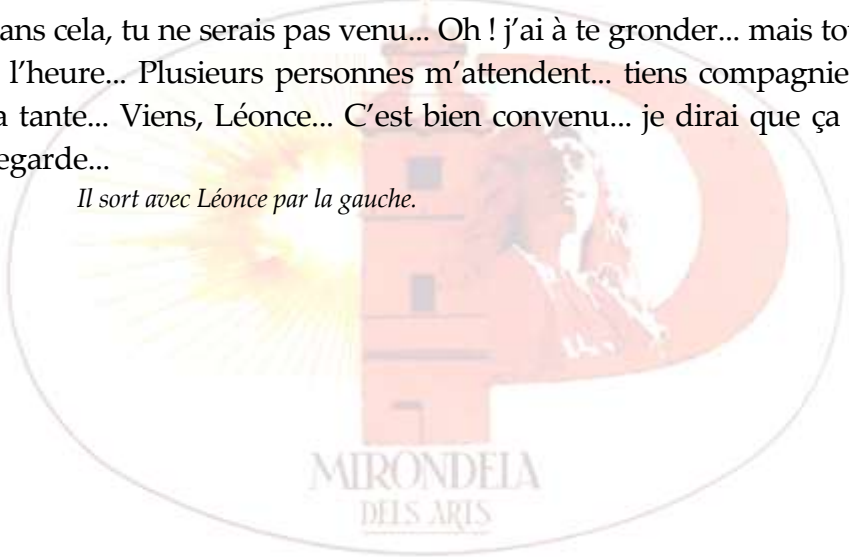 ans cela, tu ne serais pas venu... Oh ! j’ai à te gronder... mais tou
l’heure... Plusieurs personnes m’attendent... tiens compagnie
a tante... Viens, Léonce... C’est bien convenu... je dirai que ça
egarde...
Il sort avec Léonce par la gauche.
MIRONDELA
DELS ARTS